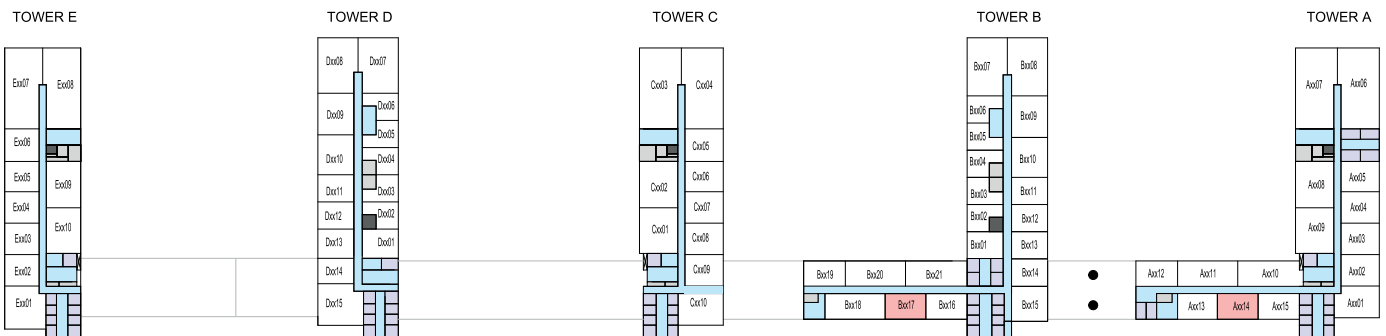 TOWER E
TOWER D
TOWER C
TOWER B
TOWER A
Exx07
Exx08
Exx06
Exx05
Exx09
Exx04
Exx10
Exx03
Exx02
Exx01
Dxx08
Dxx07
Dxx06
Dxx09
Dxx05
Dxx10
Dxx04
Dxx11
Dxx03
Dxx12
Dxx02
Dxx13
Dxx01
Dxx14
Dxx15
Cxx03
Cxx04
Cxx05
Cxx06
Cxx02
Cxx07
Cxx01
Cxx08
Cxx09
Cxx10
Bxx07
Bxx08
Bxx06
Bxx09
Bxx05
Bxx04
Bxx10
Bxx03
Bxx11
Bxx02
Bxx12
Bxx01
Bxx13
Bxx19
Bxx20
Bxx21
Bxx14
Bxx18
Bxx17
Bxx16
Bxx15
Axx07
Axx06
Axx08
Axx05
Axx04
Axx09
Axx03
Axx12
Axx11
Axx10
Axx02
Axx13
Axx14
Axx15
Axx01